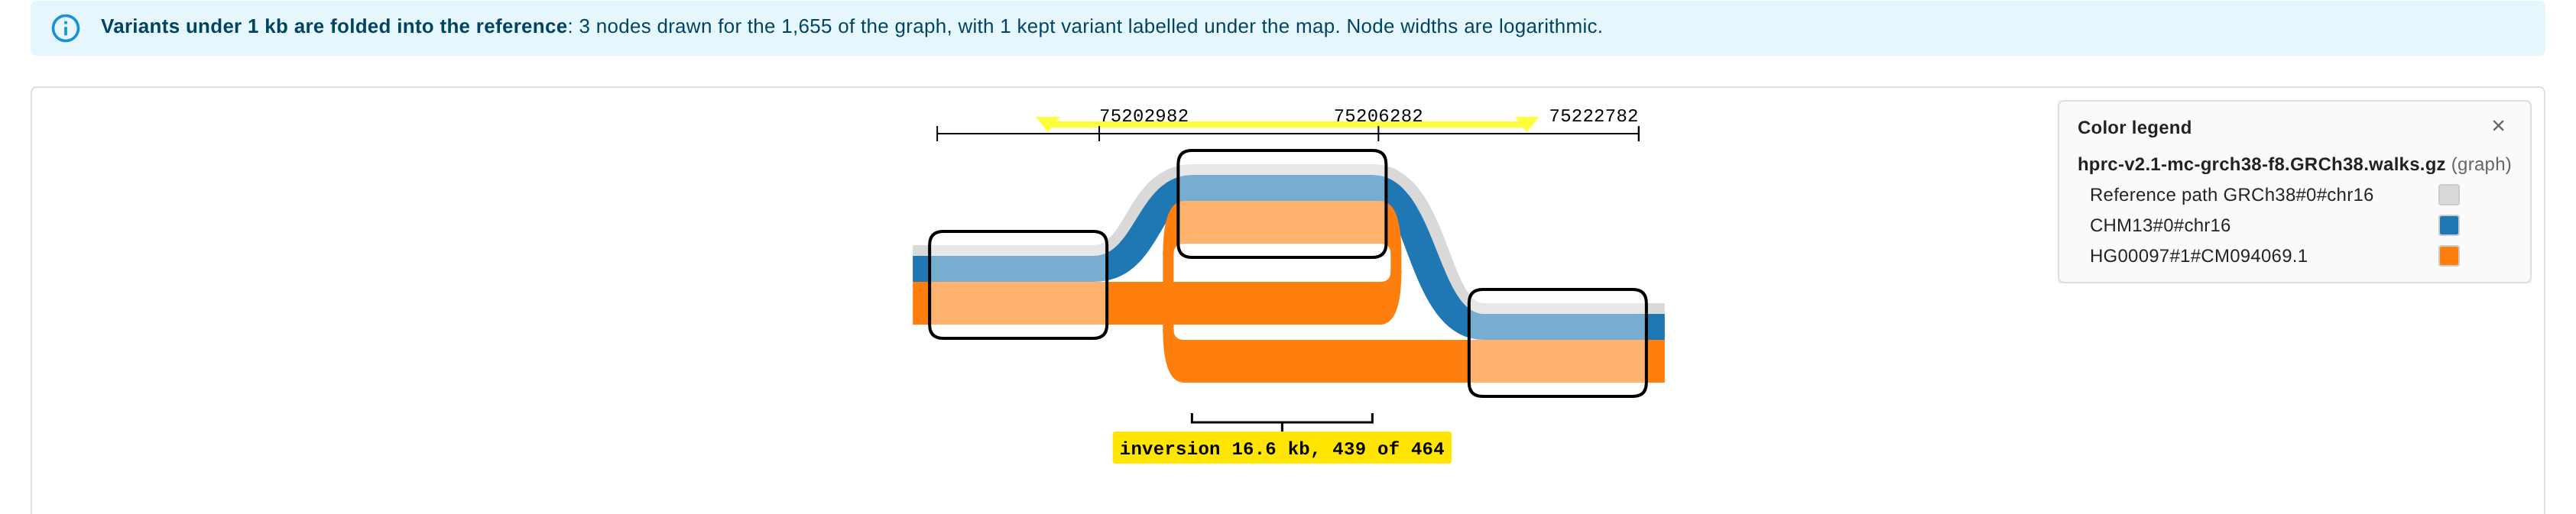 Variants under 1 kb are folded into the reference: 3 nodes drawn for the 1,655 of the graph, with 1 kept variant labelled under the map. Node widths are logarithmic.
75202982 75206282 75222782
Color legend ×
hprc-v2.1-mc-grch38-f8.GRCh38.walks.gz (graph)
Reference path GRCh38#0#chr16
CHM13#0#chr16
HG00097#1#CM094069.1
inversion 16.6 kb, 439 of 464